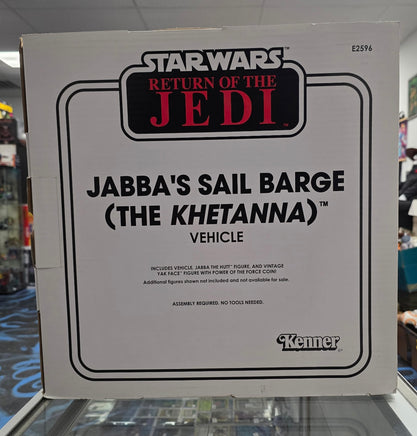 E2596
STAR WARS™
RETURN OF THE
JEDI™
JABBA'S SAIL BARGE
(THE KHETANNA)™
VEHICLE
INCLUDES VEHICLE, JABBA THE HUTT™ FIGURE, AND VINTAGE
YAK FACE™ FIGURE WITH POWER OF THE FORCE COIN!
Additional figures shown not included and not available for sale.
ASSEMBLY REQUIRED. NO TOOLS NEEDED.
Kenner®